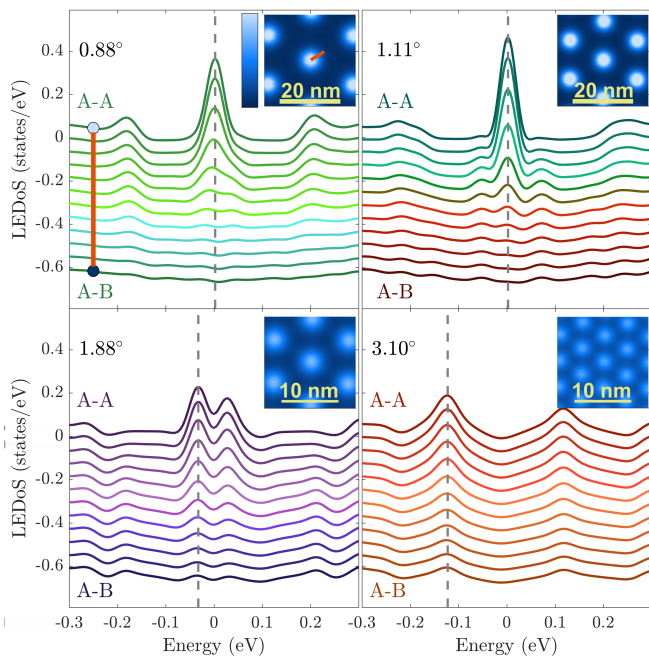 0.88°
20 nm
A-A
A-B
1.11°
20 nm
A-A
A-B
LEDoS (states/eV)
0.4
0.2
0
-0.2
-0.4
-0.6
1.88°
10 nm
A-A
A-B
3.10°
10 nm
A-A
A-B
LEDoS (states/eV)
0.4
0.2
0
-0.2
-0.4
-0.6
-0.3 -0.2 -0.1 0 0.1 0.2 -0.3 -0.2 -0.1 0 0.1 0.2
Energy (eV) Energy (eV)